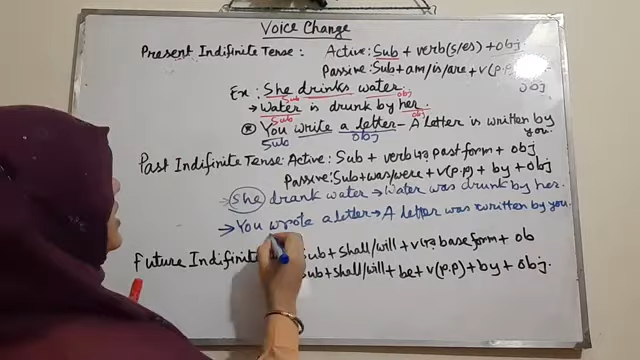 Voice Change
Present Indifinite Tense: Active: Sub + verb(s/es) + obj
Passive: Sub + am/is/are + v(p.p)
obj
Ex: She drinks water.
Sub obj
→ Water is drunk by her.
Sub obj
* You write a letter - A letter is written by you.
Sub obj
Past Indifinite Tense: Active: Sub + verb এর past form + obj
Passive: Sub + was/were + v(p.p) + by + obj
→ She drank water → Water was drunk by her.
→ You wrote a letter → A letter was written by you.
Future Indifinite Sub + shall/will + v এর base form + ob
Sub + shall/will + be + v(p.p) + by + obj.